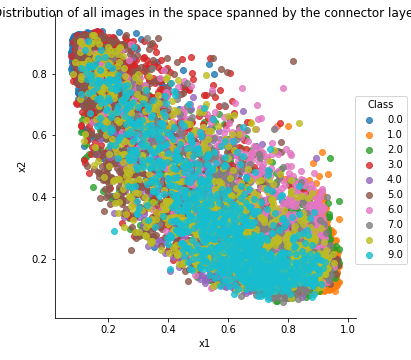 istribution of all images in the space spanned by the connector laye
Class
0.0
1.0
2.0
3.0
4.0
5.0
6.0
7.0
8.0
9.0
x2
0.8
0.6
0.4
0.2
0.2 0.4 0.6 0.8 1.0
x1